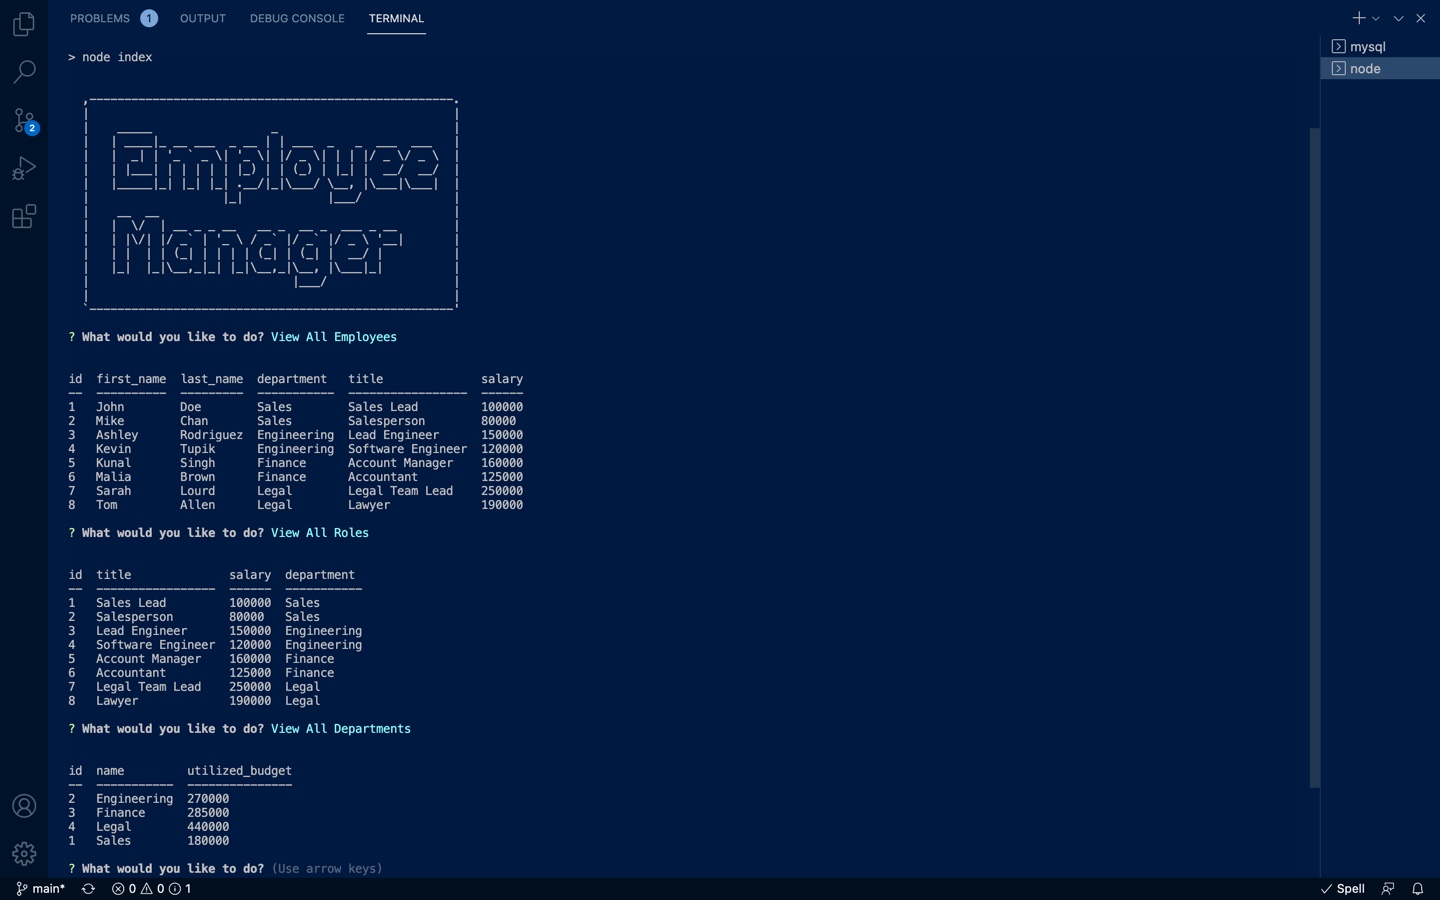 PROBLEMS 1 OUTPUT DEBUG CONSOLE TERMINAL
mysql
node
2
> node index
Employee
Manager
? What would you like to do? View All Employees
id first_name last_name department title salary
1 John Doe Sales Sales Lead 100000
2 Mike Chan Sales Salesperson 80000
3 Ashley Rodriguez Engineering Lead Engineer 150000
4 Kevin Tupik Engineering Software Engineer 120000
5 Kunal Singh Finance Account Manager 160000
6 Malia Brown Finance Accountant 125000
7 Sarah Lourd Legal Legal Team Lead 250000
8 Tom Allen Legal Lawyer 190000
? What would you like to do? View All Roles
id title salary department
1 Sales Lead 100000 Sales
2 Salesperson 80000 Sales
3 Lead Engineer 150000 Engineering
4 Software Engineer 120000 Engineering
5 Account Manager 160000 Finance
6 Accountant 125000 Finance
7 Legal Team Lead 250000 Legal
8 Lawyer 190000 Legal
? What would you like to do? View All Departments
id name utilized_budget
2 Engineering 270000
3 Finance 285000
4 Legal 440000
1 Sales 180000
? What would you like to do? (Use arrow keys)
main* 0 0 1 Spell